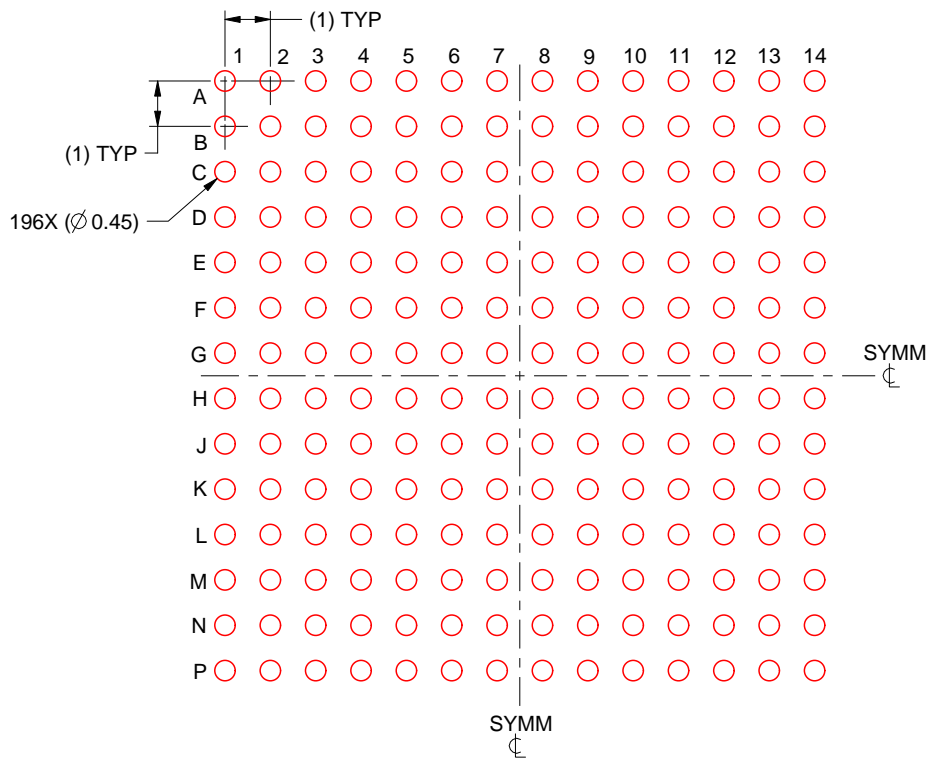 (1) TYP
1 2 3 4 5 6 7 8 9 10 11 12 13 14
A
B
(1) TYP
C
196X (∅ 0.45)
D
E
F
G
SYMM
℄
H
J
K
L
M
N
P
SYMM
℄